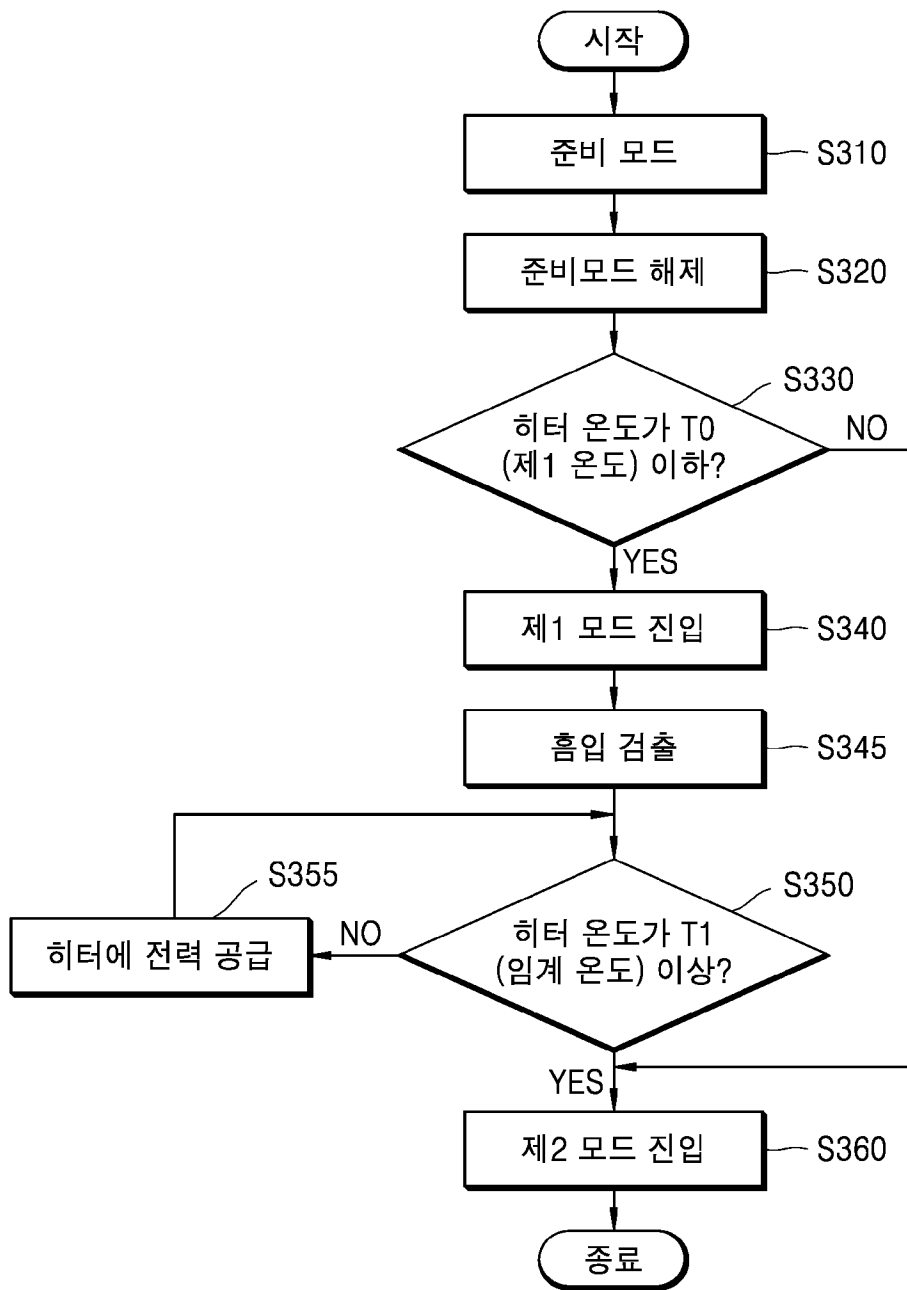 시작
준비 모드
S310
준비모드 해제
S320
S330
히터 온도가 T0
(제1 온도) 이하?
NO
YES
제1 모드 진입
S340
흡입 검출
S345
S355
히터에 전력 공급
NO
S350
히터 온도가 T1
(임계 온도) 이상?
YES
제2 모드 진입
S360
종료